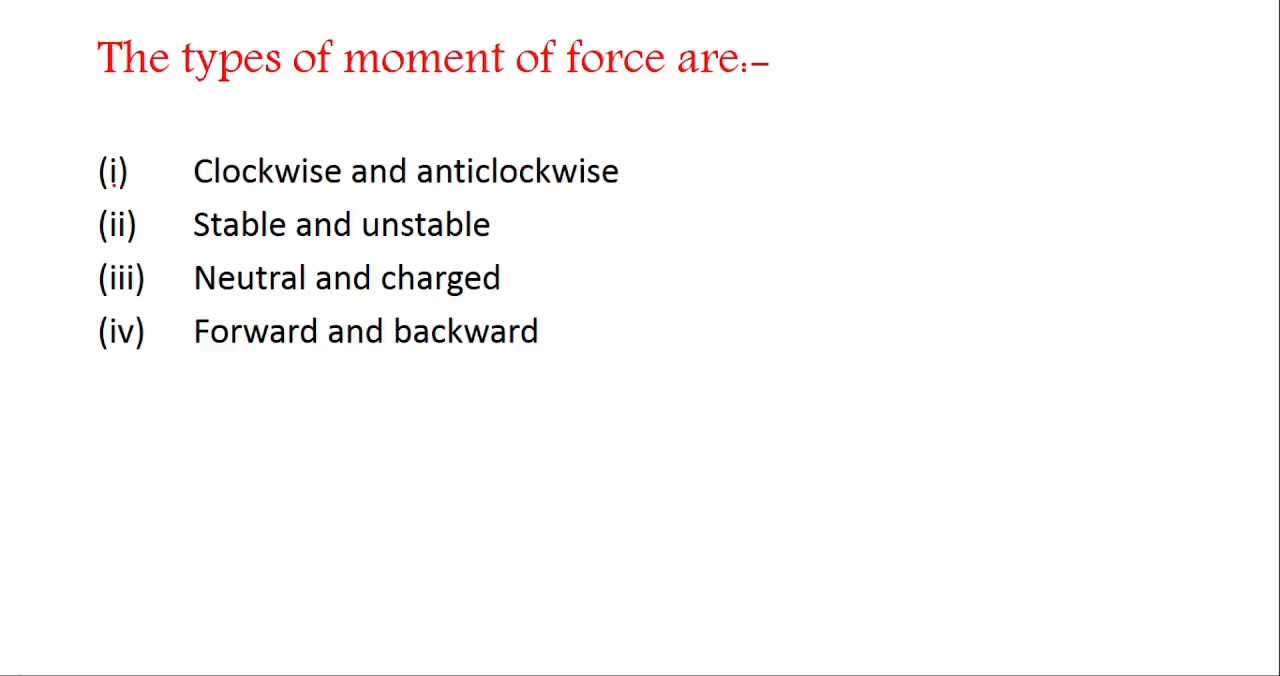 The types of moment of force are:-
(i) Clockwise and anticlockwise
(ii) Stable and unstable
(iii) Neutral and charged
(iv) Forward and backward